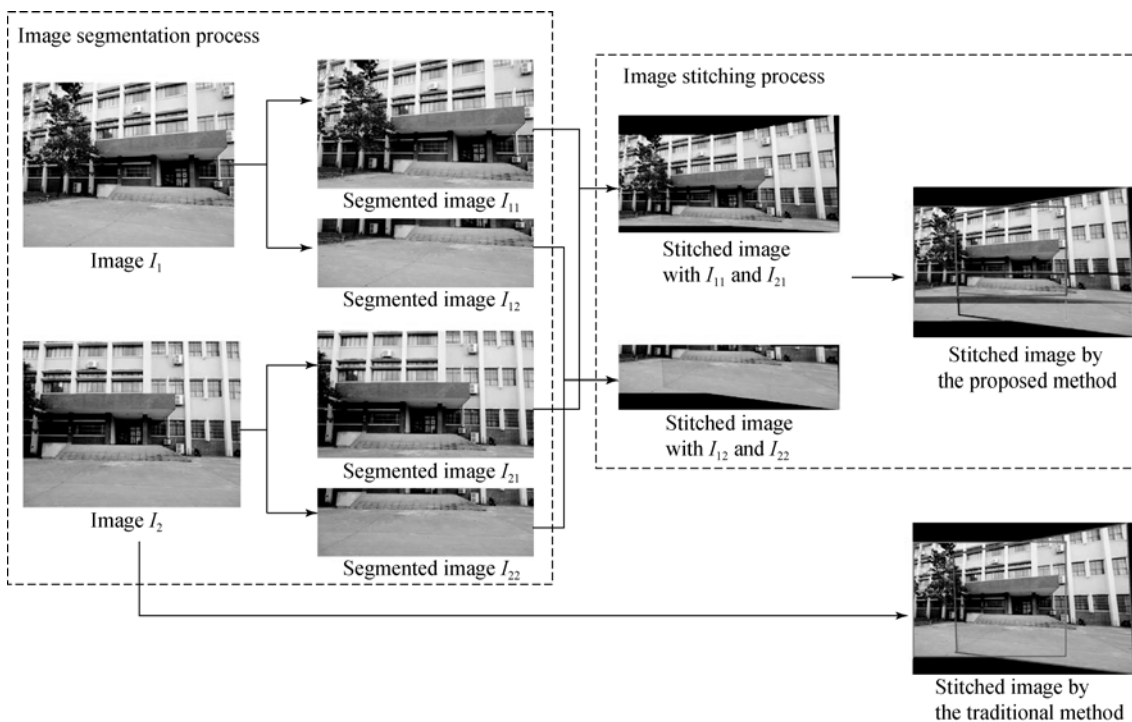 Image segmentation process
Image I₁
Segmented image I₁₁
Segmented image I₁₂
Image I₂
Segmented image I₂₁
Segmented image I₂₂
Image stitching process
Stitched image
with I₁₁ and I₂₁
Stitched image
with I₁₂ and I₂₂
Stitched image by
the proposed method
Stitched image by
the traditional method